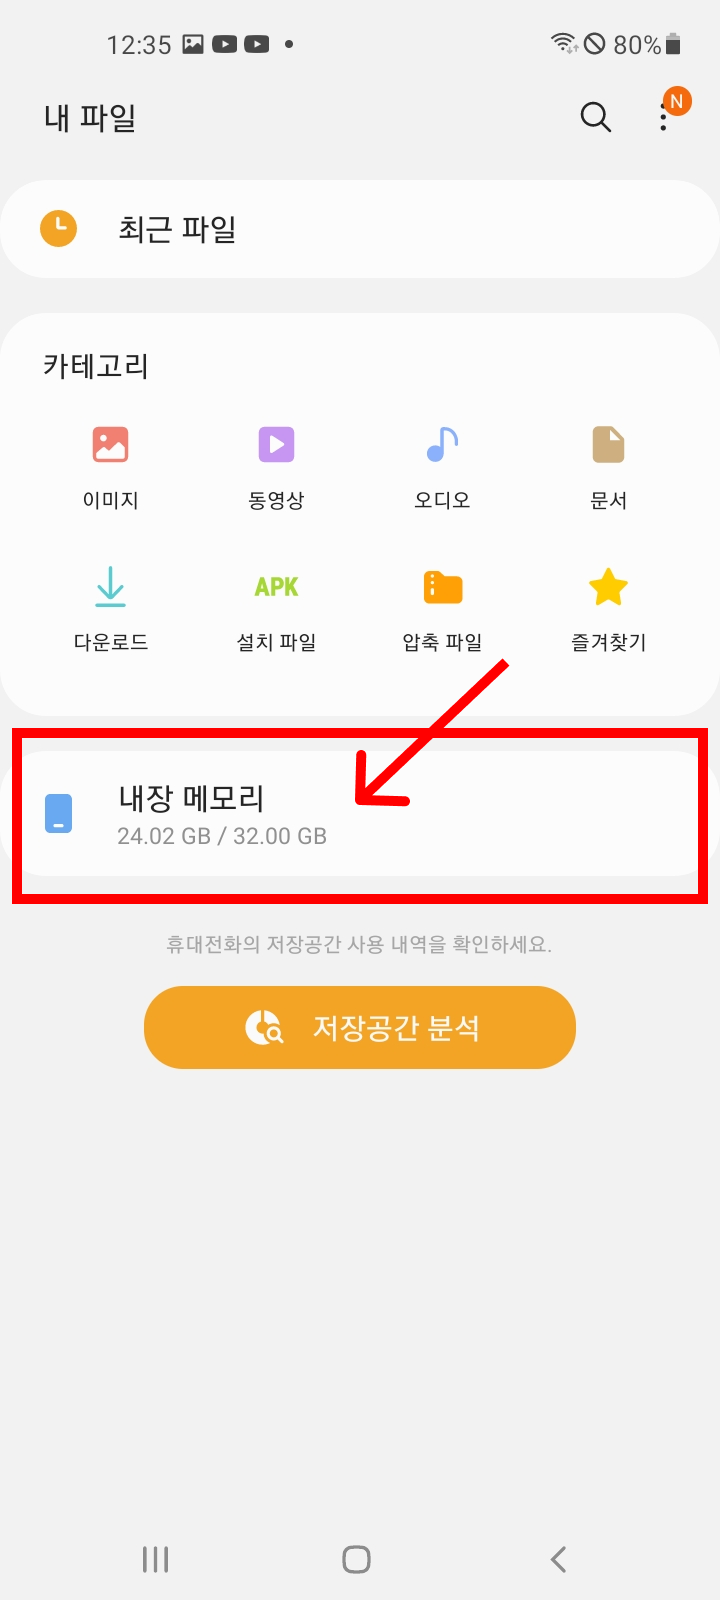 12:35 80%
내 파일
N
최근 파일
카테고리
이미지 동영상 오디오 문서
APK
다운로드 설치 파일 압축 파일 즐겨찾기
내장 메모리
24.02 GB / 32.00 GB
휴대전화의 저장공간 사용 내역을 확인하세요.
저장공간 분석